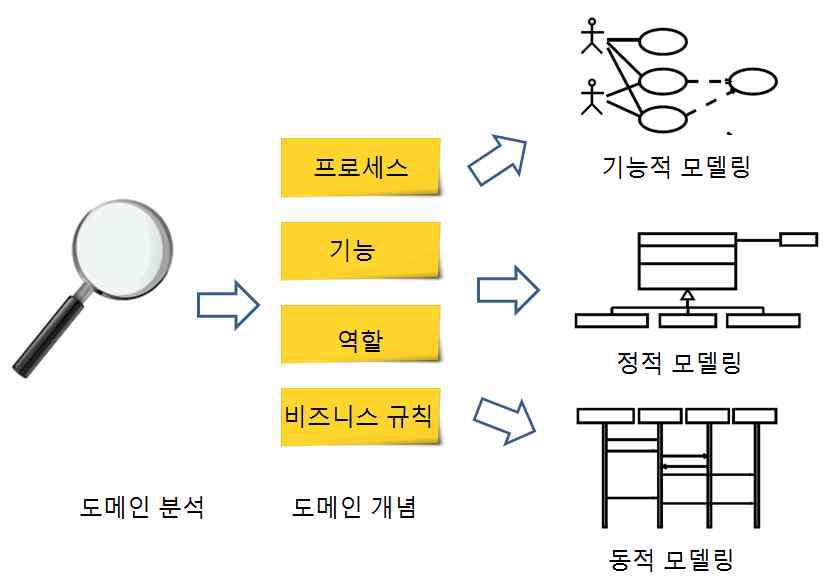 프로세스
기능
역할
비즈니스 규칙
도메인 분석
도메인 개념
기능적 모델링
정적 모델링
동적 모델링